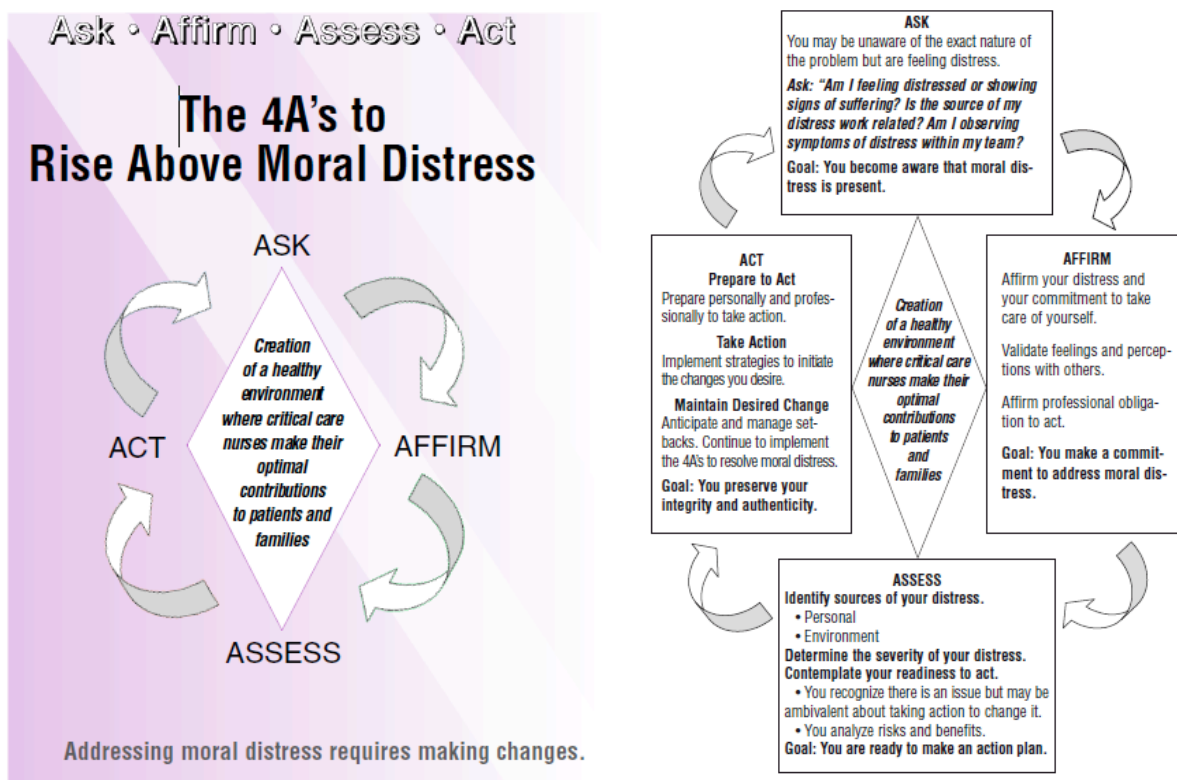 Ask • Affirm • Assess • Act
The 4A's to
Rise Above Moral Distress
ASK
Creation
of a healthy
environment
where critical care
nurses make their
optimal
contributions
to patients and
families
ACT
AFFIRM
ASSESS
Addressing moral distress requires making changes.
ASK
You may be unaware of the exact nature of
the problem but are feeling distress.
Ask: “Am I feeling distressed or showing
signs of suffering? Is the source of my
distress work related? Am I observing
symptoms of distress within my team?
Goal: You become aware that moral dis-
tress is present.
ACT
Prepare to Act
Prepare personally and profes-
sionally to take action.
Take Action
Implement strategies to initiate
the changes you desire.
Maintain Desired Change
Anticipate and manage set-
backs. Continue to implement
the 4A's to resolve moral distress.
Goal: You preserve your
integrity and authenticity.
Creation
of a healthy
environment
where critical care
nurses make their
optimal
contributions
to patients
and
families
AFFIRM
Affirm your distress and
your commitment to take
care of yourself.
Validate feelings and percep-
tions with others.
Affirm professional obliga-
tion to act.
Goal: You make a commit-
ment to address moral dis-
tress.
ASSESS
Identify sources of your distress.
• Personal
• Environment
Determine the severity of your distress.
Contemplate your readiness to act.
• You recognize there is an issue but may be
ambivalent about taking action to change it.
• You analyze risks and benefits.
Goal: You are ready to make an action plan.